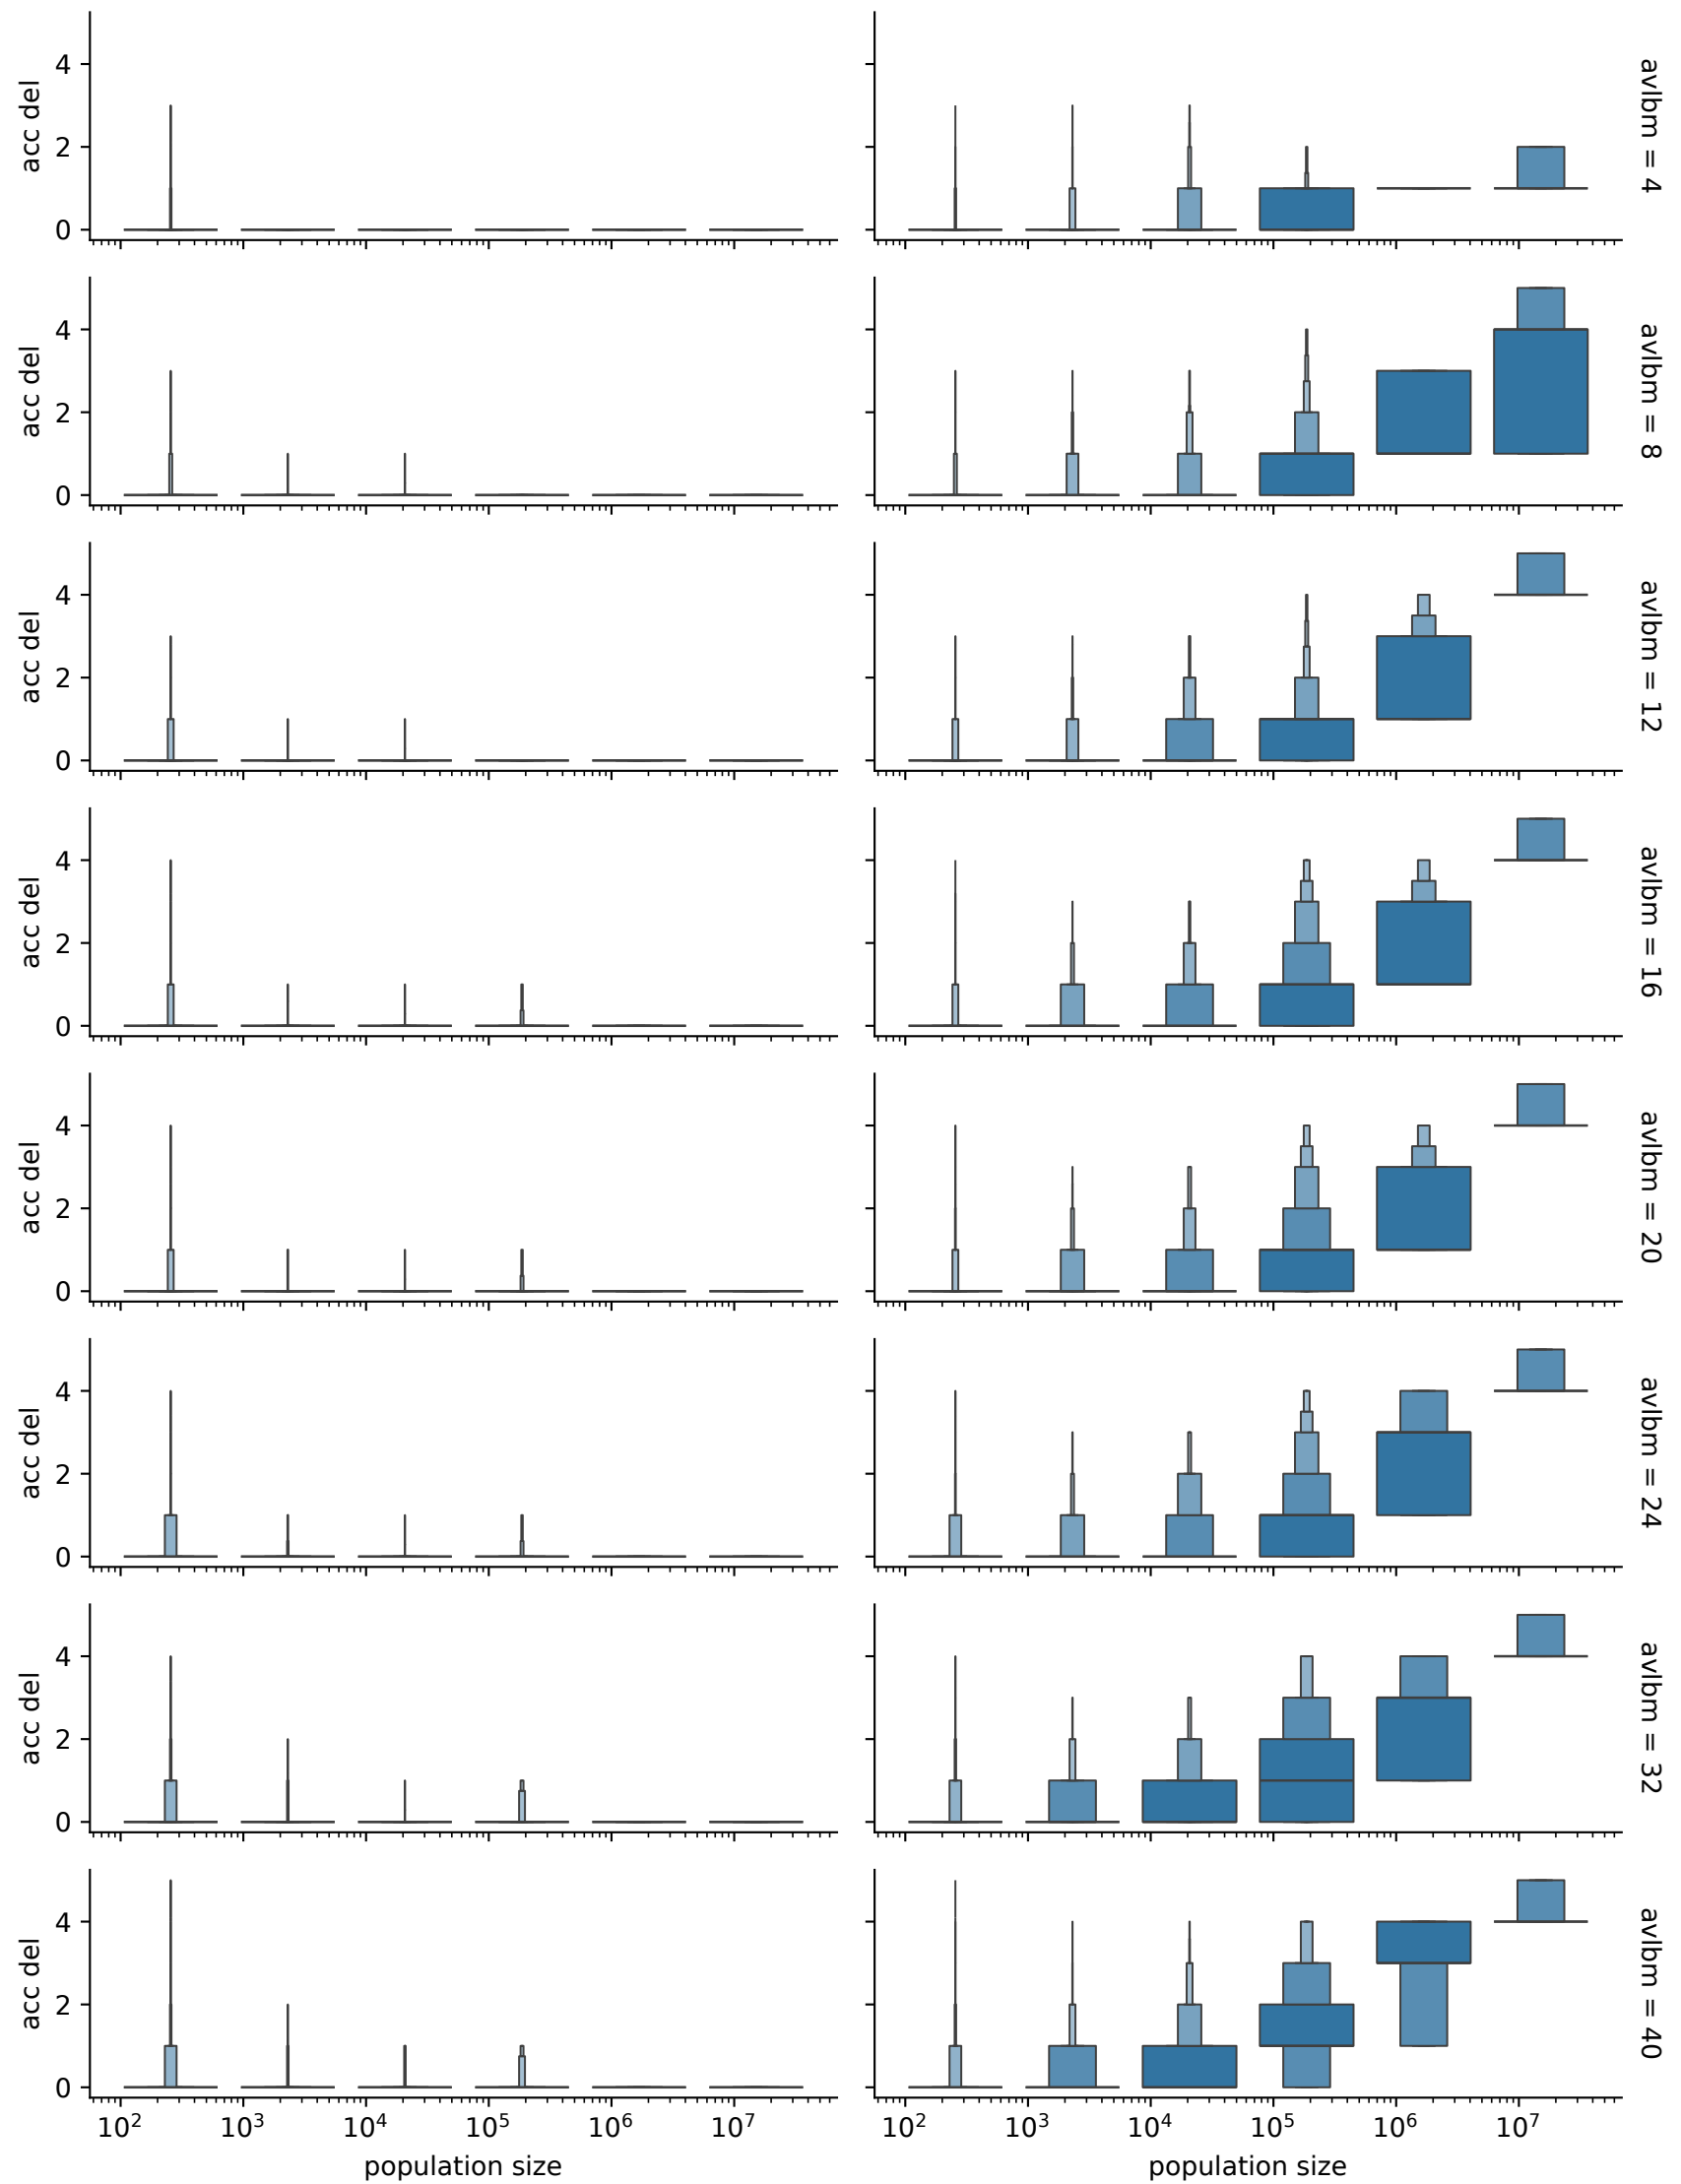 acc del
4
2
0
avlbm = 4
acc del
4
2
0
avlbm = 8
acc del
4
2
0
avlbm = 12
acc del
4
2
0
avlbm = 16
acc del
4
2
0
avlbm = 20
acc del
4
2
0
avlbm = 24
acc del
4
2
0
avlbm = 32
acc del
4
2
0
avlbm = 40
10² 10³ 10⁴ 10⁵ 10⁶ 10⁷ 10² 10³ 10⁴ 10⁵ 10⁶ 10⁷
population size population size